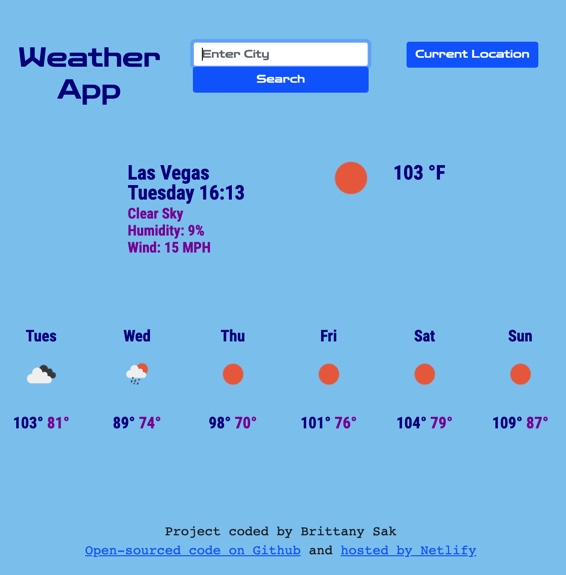 Weather
App
Enter City
Search
Current Location
Las Vegas
Tuesday 16:13
Clear Sky
Humidity: 9%
Wind: 15 MPH
103 °F
Tues Wed Thu Fri Sat Sun
103° 81° 89° 74° 98° 70° 101° 76° 104° 79° 109° 87°
Project coded by Brittany Sak
Open-sourced code on Github and hosted by Netlify